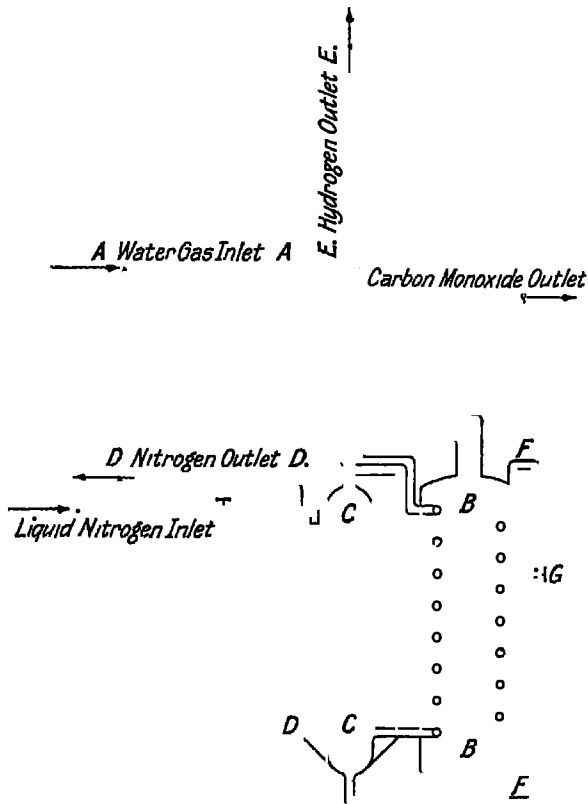 E. Hydrogen Outlet E.
A Water Gas Inlet A
Carbon Monoxide Outlet
D Nitrogen Outlet D.
F
C
B
Liquid Nitrogen Inlet
G
D
C
B
F